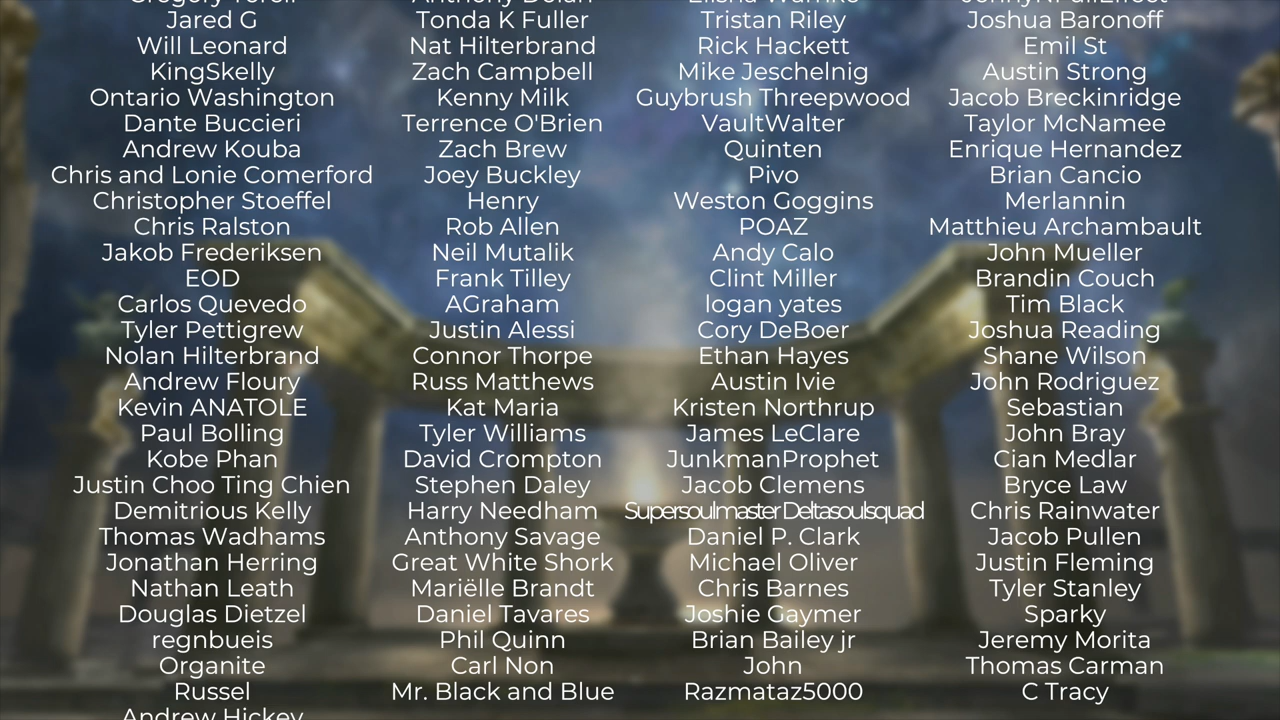 Jared G
Will Leonard
KingSkelly
Ontario Washington
Dante Buccieri
Andrew Kouba
Chris and Lonie Comerford
Christopher Stoeffel
Chris Ralston
Jakob Frederiksen
EOD
Carlos Quevedo
Tyler Pettigrew
Nolan Hilterbrand
Andrew Floury
Kevin ANATOLE
Paul Bolling
Kobe Phan
Justin Choo Ting Chien
Demitrious Kelly
Thomas Wadhams
Jonathan Herring
Nathan Leath
Douglas Dietzel
regnbueis
Organite
Russel
Andrew Hickey
Tonda K Fuller
Nat Hilterbrand
Zach Campbell
Kenny Milk
Terrence O'Brien
Zach Brew
Joey Buckley
Henry
Rob Allen
Neil Mutalik
Frank Tilley
AGraham
Justin Alessi
Connor Thorpe
Russ Matthews
Kat Maria
Tyler Williams
David Crompton
Stephen Daley
Harry Needham
Anthony Savage
Great White Shork
Mariëlle Brandt
Daniel Tavares
Phil Quinn
Carl Non
Mr. Black and Blue
Tristan Riley
Rick Hackett
Mike Jeschelnig
Guybrush Threepwood
VaultWalter
Quinten
Pivo
Weston Goggins
POAZ
Andy Calo
Clint Miller
logan yates
Cory DeBoer
Ethan Hayes
Austin Ivie
Kristen Northrup
James LeClare
JunkmanProphet
Jacob Clemens
Supersoulmaster Deltasoulsquad
Daniel P. Clark
Michael Oliver
Chris Barnes
Joshie Gaymer
Brian Bailey jr
John
Razmataz5000
Joshua Baronoff
Emil St
Austin Strong
Jacob Breckinridge
Taylor McNamee
Enrique Hernandez
Brian Cancio
Merlannin
Matthieu Archambault
John Mueller
Brandin Couch
Tim Black
Joshua Reading
Shane Wilson
John Rodriguez
Sebastian
John Bray
Cian Medlar
Bryce Law
Chris Rainwater
Jacob Pullen
Justin Fleming
Tyler Stanley
Sparky
Jeremy Morita
Thomas Carman
C Tracy